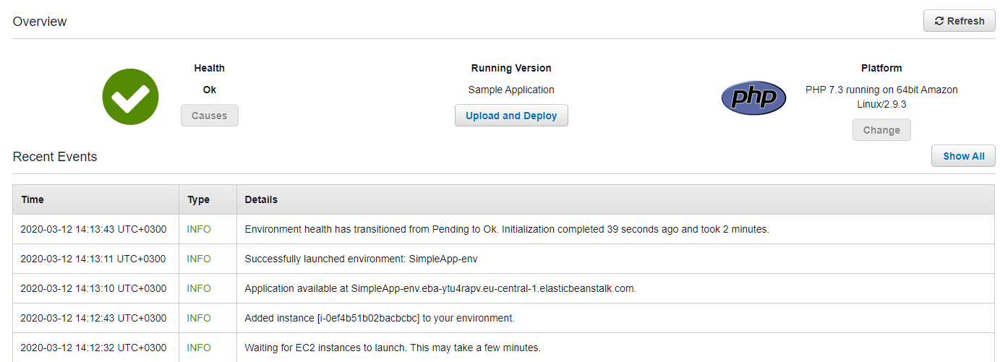 Overview
Refresh
Health
Ok
Causes
Running Version
Sample Application
Upload and Deploy
php
Platform
PHP 7.3 running on 64bit Amazon
Linux/2.9.3
Change
Recent Events
Show All
Time Type Details
2020-03-12 14:13:43 UTC+0300 INFO Environment health has transitioned from Pending to Ok. Initialization completed 39 seconds ago and took 2 minutes.
2020-03-12 14:13:11 UTC+0300 INFO Successfully launched environment: SimpleApp-env
2020-03-12 14:13:10 UTC+0300 INFO Application available at SimpleApp-env.eba-ytu4rapv.eu-central-1.elasticbeanstalk.com.
2020-03-12 14:12:43 UTC+0300 INFO Added instance [i-0ef4b51b02bacbcbc] to your environment.
2020-03-12 14:12:32 UTC+0300 INFO Waiting for EC2 instances to launch. This may take a few minutes.